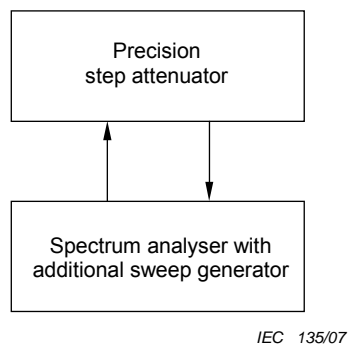 Precision
step attenuator
Spectrum analyser with
additional sweep generator
IEC 135/07